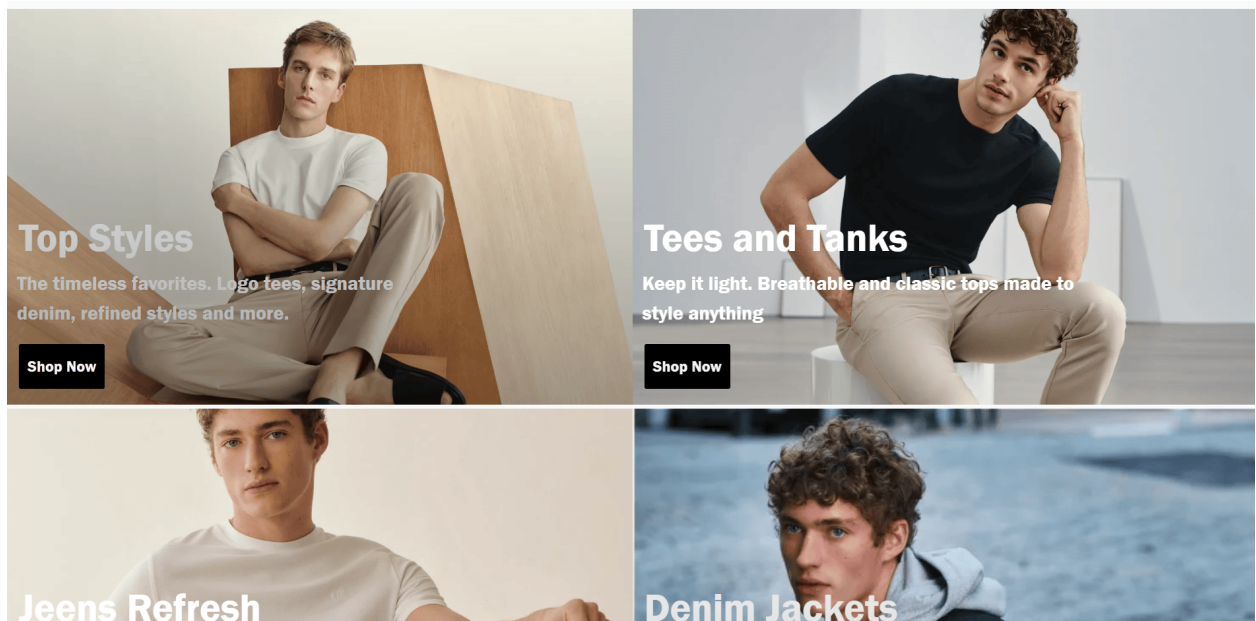 Top Styles
The timeless favorites. Logo tees, signature
denim, refined styles and more.
Shop Now
Tees and Tanks
Keep it light. Breathable and classic tops made to
style anything
Shop Now
Jeens Refresh
Denim Jackets